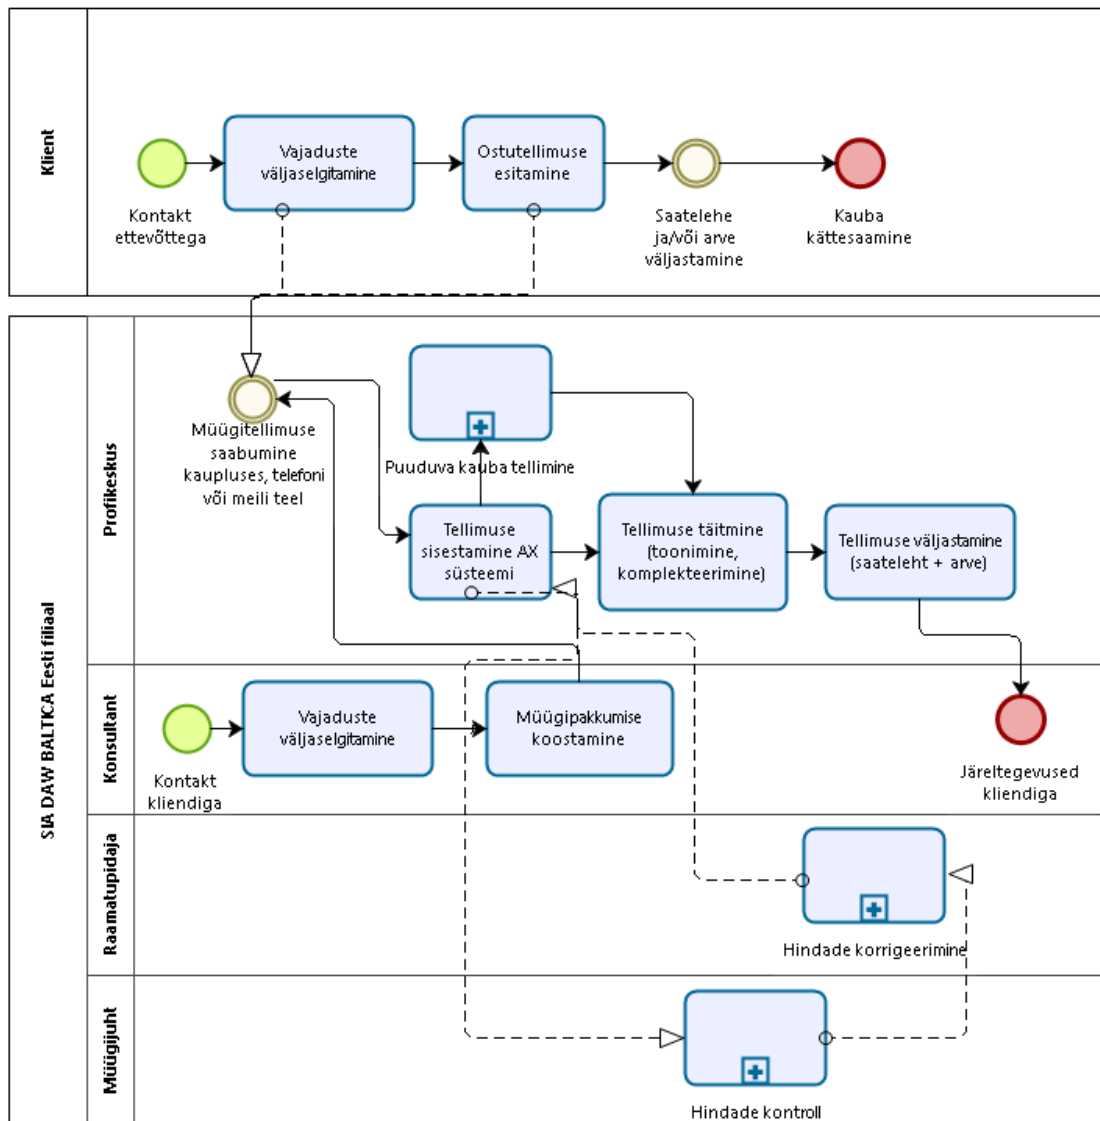 Klient
Vajaduste
väljaselgitamine
Ostutellimuse
esitamine
Kontakt
ettevõttega
Saatelehe
ja/või arve
väljastamine
Kauba
kättesaamine
SIA DAW BALTICA Eesti filiaal
Profikeskus
Müügitellimuse
saabumine
kaupluses, telefoni
või meili teel
Puuduva kauba tellimine
Tellimuse
sisestamine AX
süsteemi
Tellimuse täitmine
(toonimine,
komplekteerimine)
Tellimuse väljastamine
(saateleht + arve)
Konsultant
Kontakt
kliendiga
Vajaduste
väljaselgitamine
Müügipakkumise
koostamine
Järeltegevused
kliendiga
Raamatupidaja
Hindade korrigeerimine
Müügijuht
Hindade kontroll